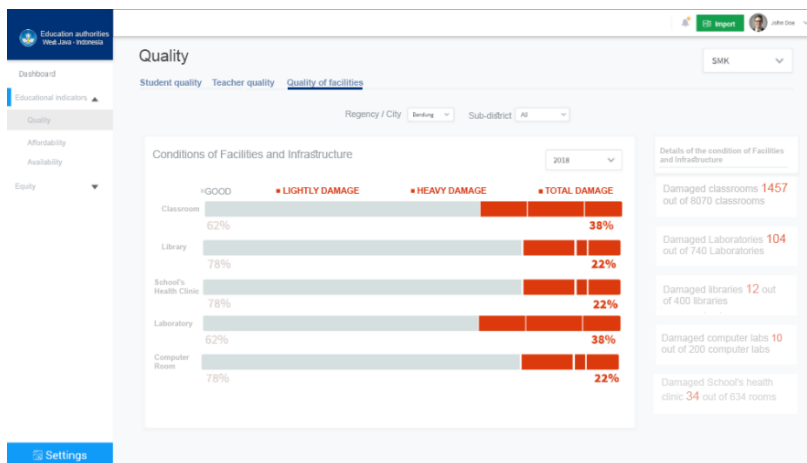 Education authorities
West Java - Indonesia
Import
John Doe
Dashboard
Educational indicators
Quality
Affordability
Availability
Equity
Settings
Quality
SMK
Student quality Teacher quality Quality of facilities
Regency / City Bandung Sub-district All
Conditions of Facilities and Infrastructure
2018
GOOD LIGHTLY DAMAGE HEAVY DAMAGE TOTAL DAMAGE
Classroom
62% 38%
Library
78% 22%
School's
Health Clinic
78% 22%
Laboratory
62% 38%
Computer
Room
78% 22%
Details of the condition of Facilities
and Infrastructure
Damaged classrooms 1457
out of 8070 classrooms
Damaged Laboratories 104
out of 740 Laboratories
Damaged libraries 12 out
of 400 libraries
Damaged computer labs 10
out of 200 computer labs
Damaged School's health
clinic 34 out of 634 rooms